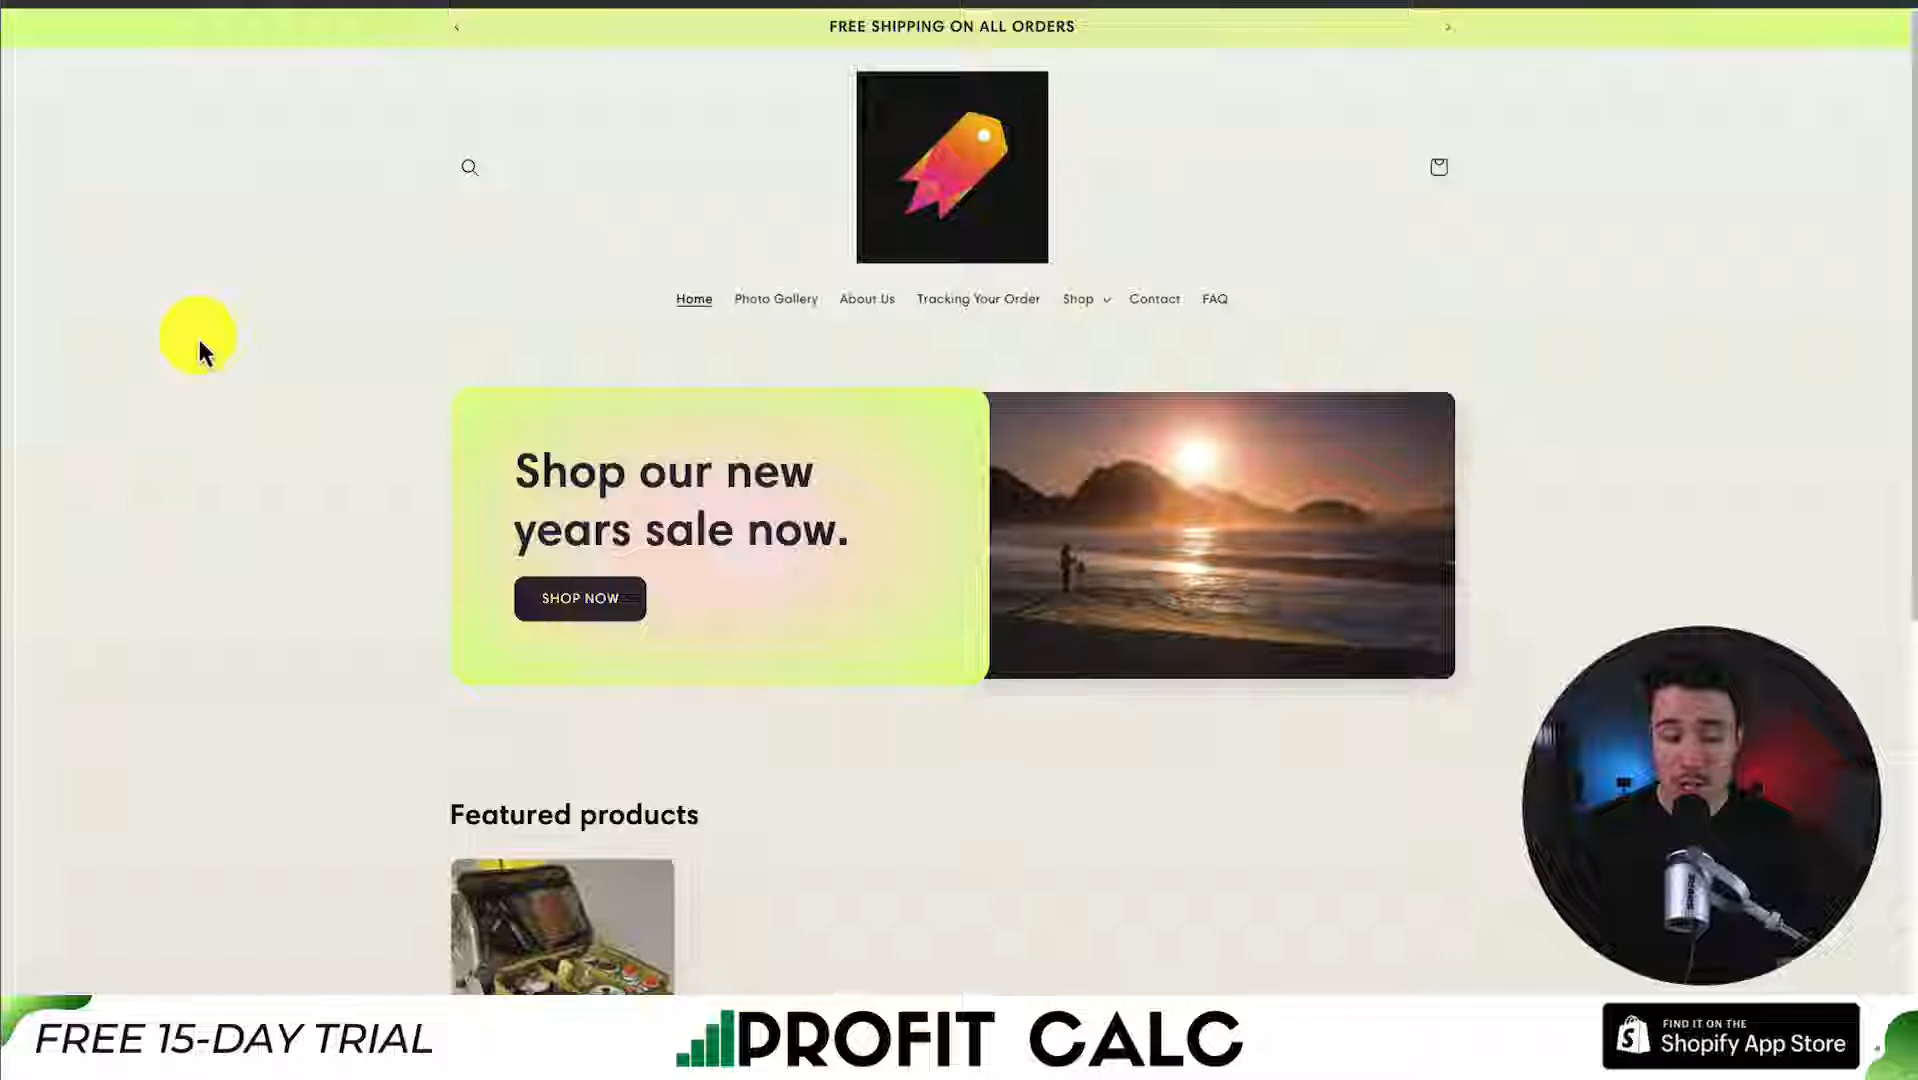 FREE SHIPPING ON ALL ORDERS
Home Photo Gallery About Us Tracking Your Order Shop Contact FAQ
Shop our new
years sale now.
SHOP NOW
Featured products
FREE 15-DAY TRIAL
PROFIT CALC
FIND IT ON THE
Shopify App Store